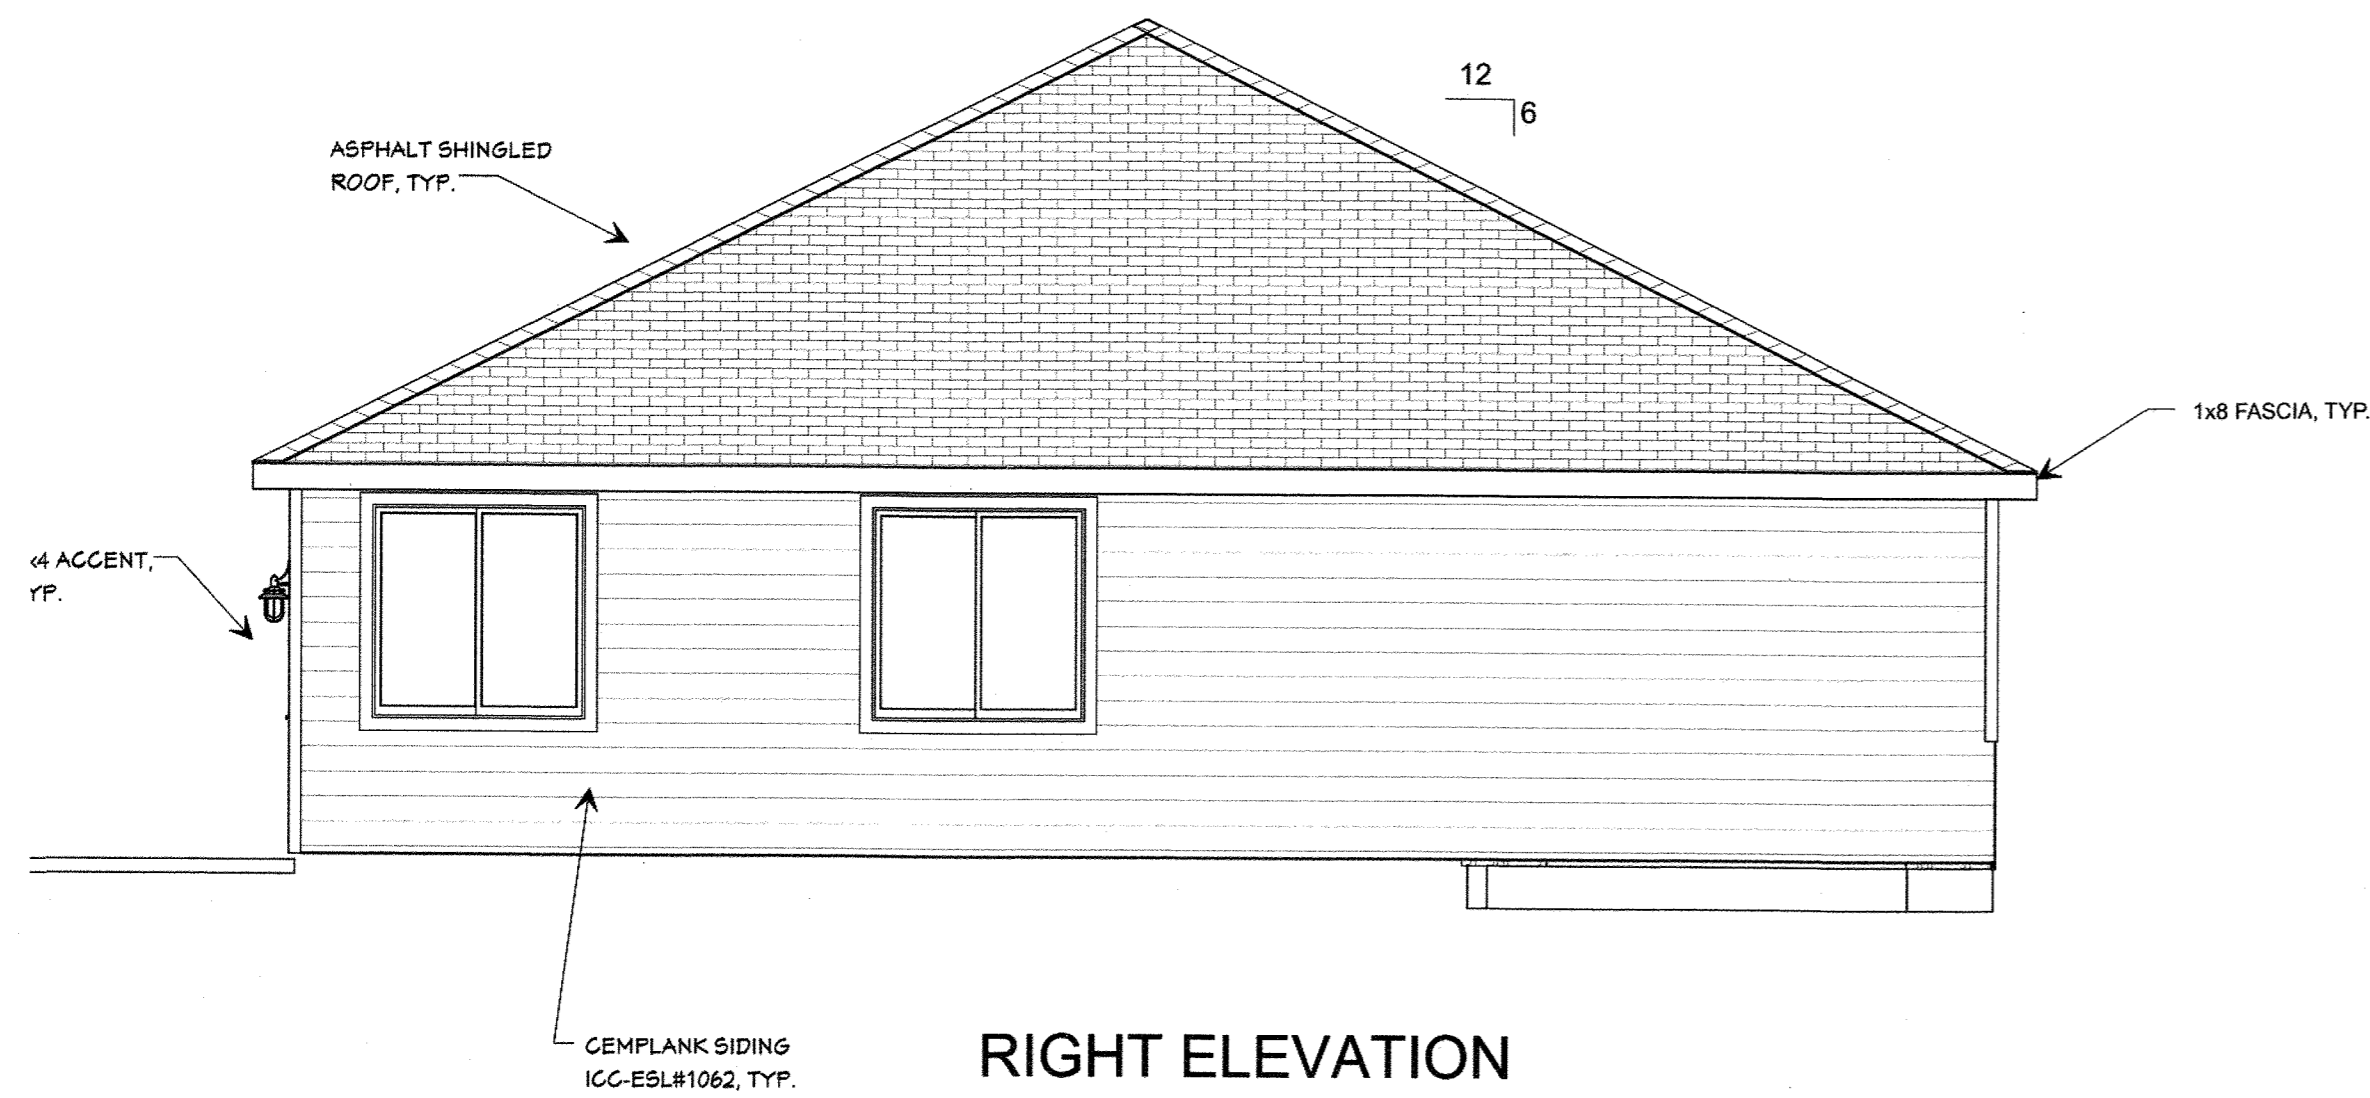 12
6
ASPHALT SHINGLED
ROOF, TYP.
1x8 FASCIA, TYP.
4 ACCENT,
YP.
CEMPLANK SIDING
ICC-ESL#1062, TYP.
RIGHT ELEVATION